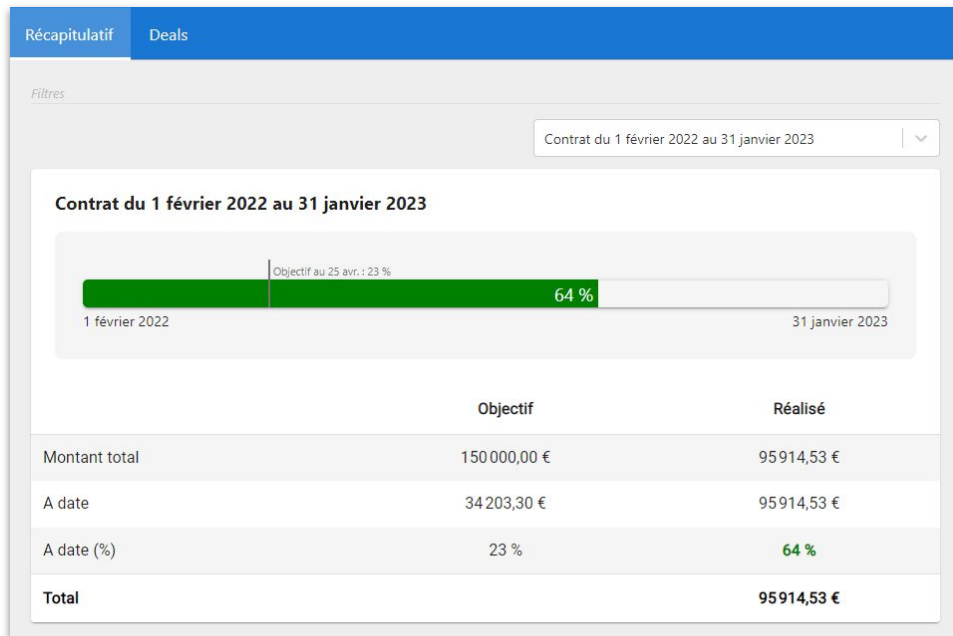 Récapitulatif Deals
Filtres
Contrat du 1 février 2022 au 31 janvier 2023
Contrat du 1 février 2022 au 31 janvier 2023
Objectif au 25 avr. : 23 %
64 %
1 février 2022 31 janvier 2023
Objectif Réalisé
Montant total 150 000,00 € 95 914,53 €
A date 34 203,30 € 95 914,53 €
A date (%) 23 % 64 %
Total 95 914,53 €